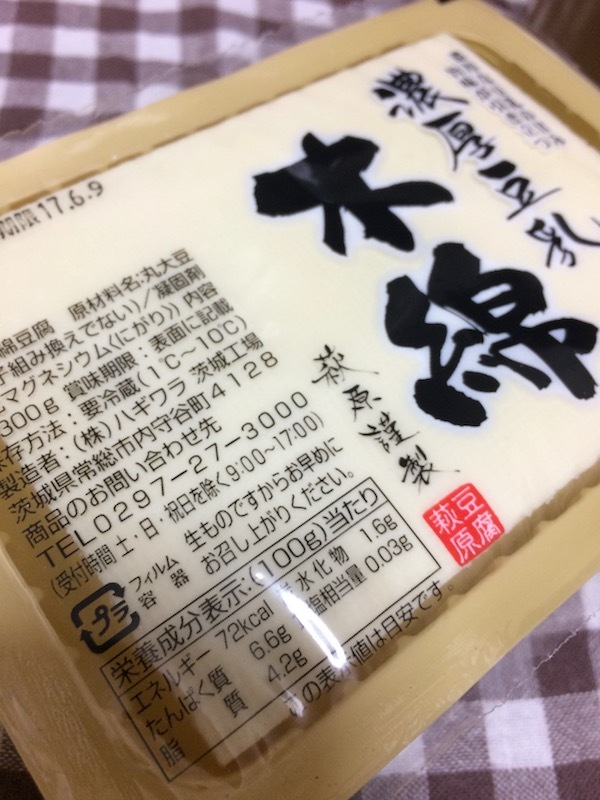 濃厚豆乳
木綿
萩原謹製
萩原
豆腐
期限17.6.9
綿豆腐 原材料名:丸大豆
子組み換えでない)/凝固剤
マグネシウム(にがり)) 内容
300g 賞味期限:表面に記載
保存方法:要冷蔵(1℃~10℃)
製造者:(株)ハギワラ 茨城工場
茨城県常総市内守谷町4128
商品のお問い合わせ先
TEL0297-27-3000
(受付時間 土・日・祝日を除く9:00~17:00)
プラ
フィルム
容器
生ものですからお早めに
お召し上がりください。
栄養成分表示:(100g)当たり
エネルギー 72kcal 水化物 1.6g
たんぱく質 6.6g 塩相当量 0.03g
脂質 4.2g
の表示値は目安です。